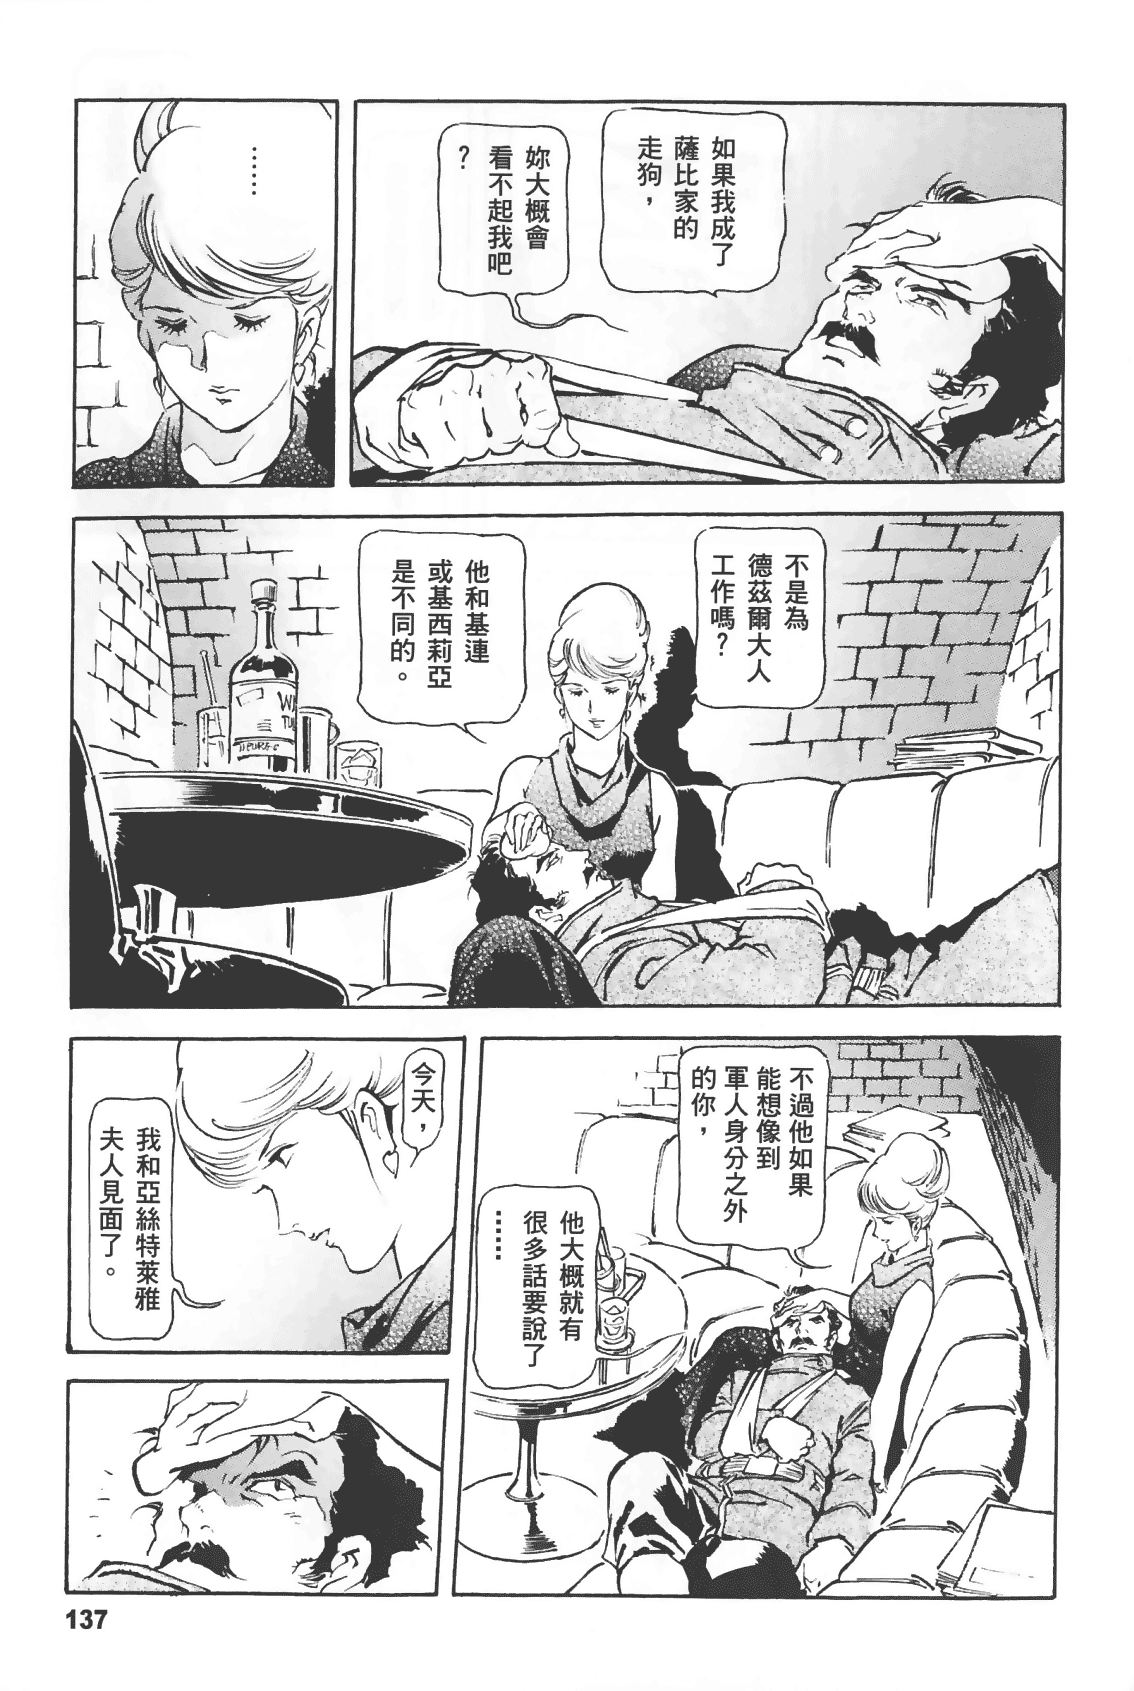 如果我成了
薩比家的
走狗，
妳大概會
看不起我吧
？
……
不是為
德茲爾大人
工作嗎？
他和基連
或基西莉亞
是不同的。
不過他如果
能想像到
軍人身分之外
的你，
他大概就有
很多話要說了
……
今天，
我和亞絲特萊雅
夫人見面了。
137